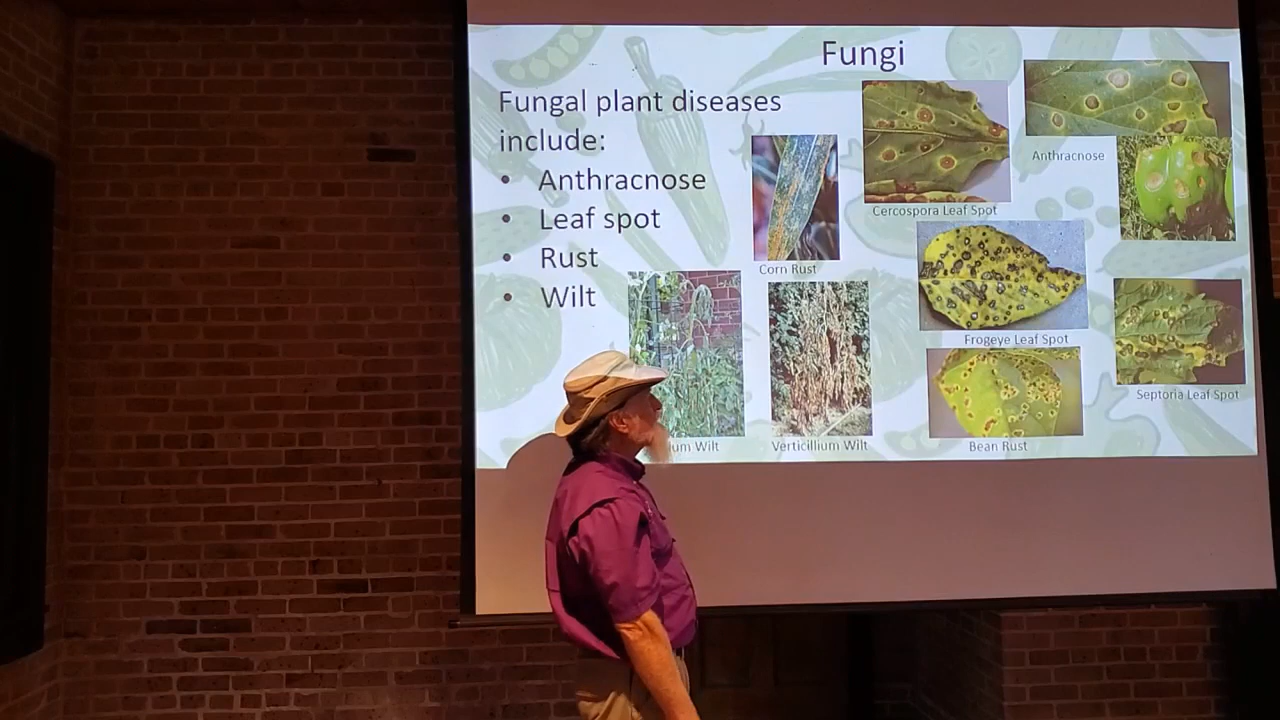 Fungi
Fungal plant diseases
include:
• Anthracnose
• Leaf spot
• Rust
• Wilt
Corn Rust
Cercospora Leaf Spot
Anthracnose
Frogeye Leaf Spot
Septoria Leaf Spot
Wilt
Verticillium Wilt
Bean Rust